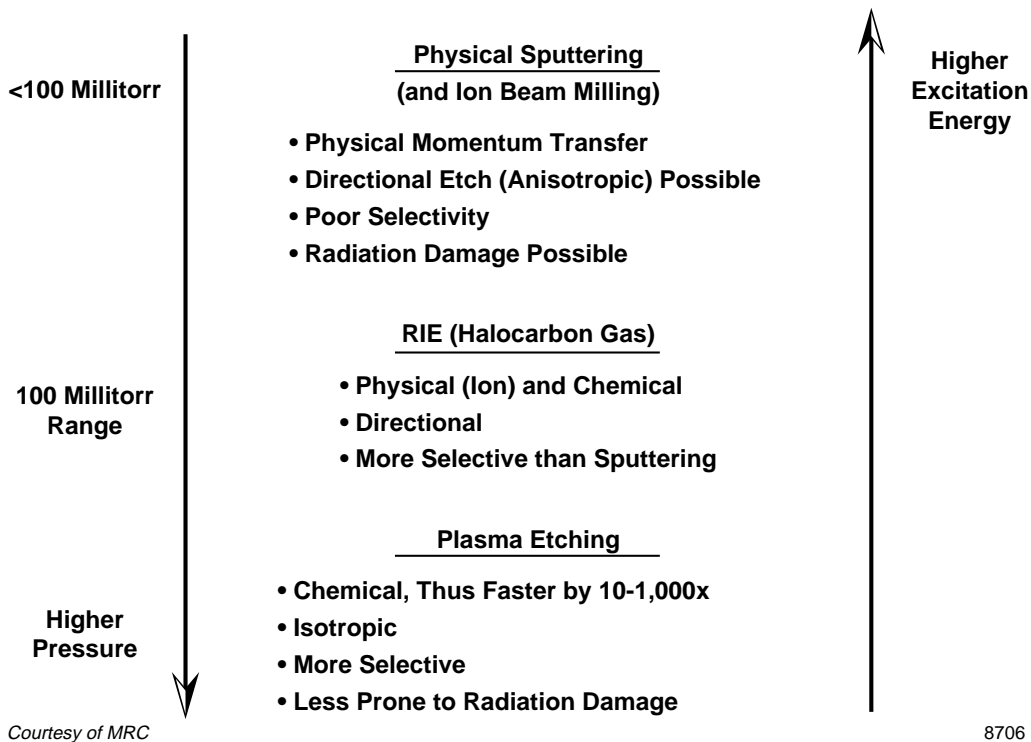 Physical Sputtering
(and Ion Beam Milling)
<100 Millitorr
Higher
Excitation
Energy
• Physical Momentum Transfer
• Directional Etch (Anisotropic) Possible
• Poor Selectivity
• Radiation Damage Possible
RIE (Halocarbon Gas)
100 Millitorr
Range
• Physical (Ion) and Chemical
• Directional
• More Selective than Sputtering
Plasma Etching
Higher
Pressure
• Chemical, Thus Faster by 10-1,000x
• Isotropic
• More Selective
• Less Prone to Radiation Damage
Courtesy of MRC
8706